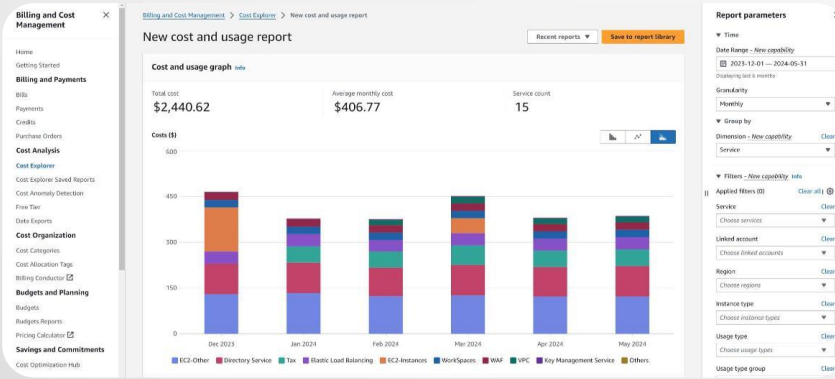 Billing and Cost Management
Home
Getting Started
Billing and Payments
Bills
Payments
Credits
Purchase Orders
Cost Analysis
Cost Explorer
Cost Explorer Saved Reports
Cost Anomaly Detection
Free Tier
Data Exports
Cost Organization
Cost Categories
Cost Allocation Tags
Billing Conductor
Budgets and Planning
Budgets
Budgets Reports
Pricing Calculator
Savings and Commitments
Cost Optimization Hub
Billing and Cost Management > Cost Explorer > New cost and usage report
New cost and usage report
Recent reports
Save to report library
Cost and usage graph Info
Total cost
$2,440.62
Average monthly cost
$406.77
Service count
15
Costs ($)
600
450
300
150
0
Dec 2023 Jan 2024 Feb 2024 Mar 2024 Apr 2024 May 2024
EC2-Other Directory Service Tax Elastic Load Balancing EC2-Instances WorkSpaces WAF VPC Key Management Service Others
Report parameters
Time
Date Range - New capability
2023-12-01 — 2024-05-31
Displaying last 6 months
Granularity
Monthly
Group by
Dimension - New capability Clear
Service
Filters - New capability Info
Applied filters (0) Clear all
Service Clear
Choose services
Linked account Clear
Choose linked accounts
Region Clear
Choose regions
Instance type Clear
Choose instance types
Usage type Clear
Choose usage types
Usage type group Clear